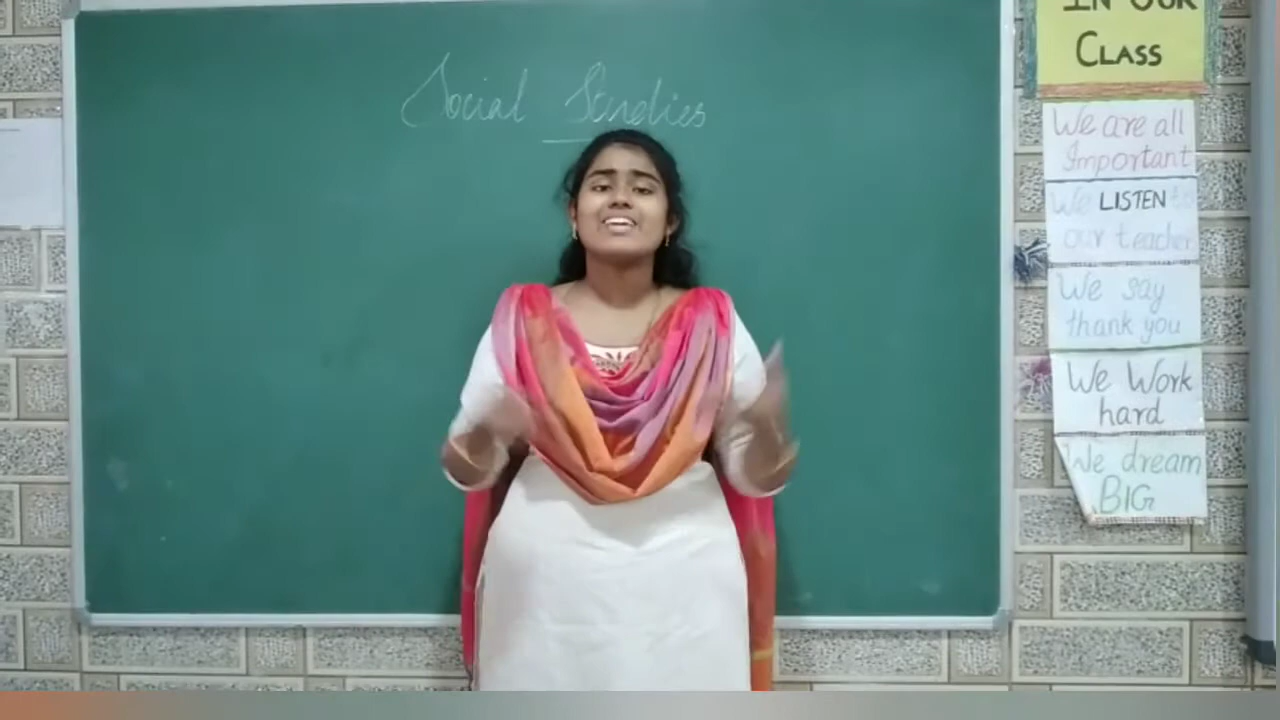 Social Studies
IN OUR
CLASS
We are all
Important
We LISTEN to
our teacher
We say
thank you
We Work
hard
We dream
BIG